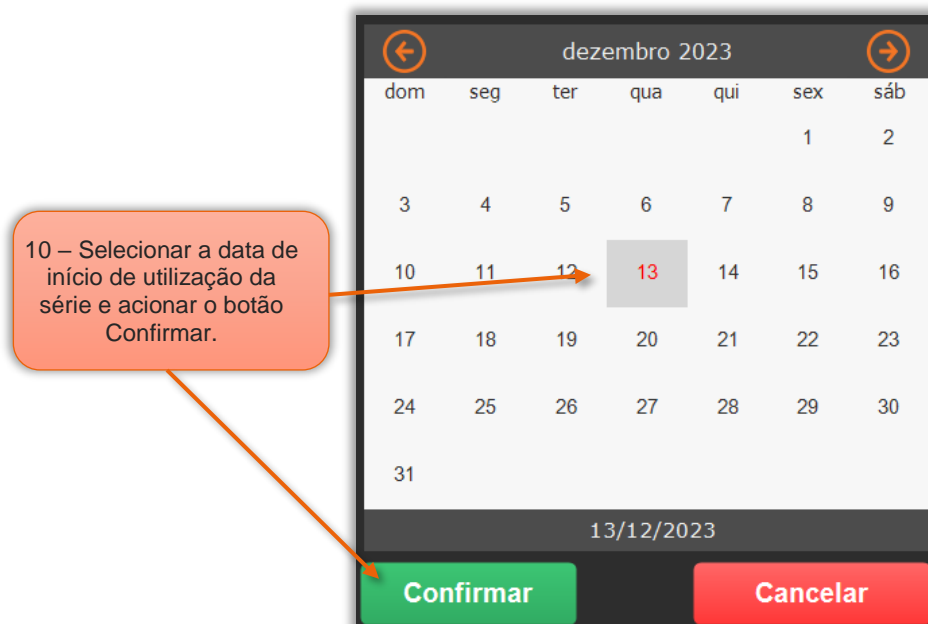 dezembro 2023
dom seg ter qua qui sex sáb
1 2
3 4 5 6 7 8 9
10 – Selecionar a data de
início de utilização da
série e acionar o botão
Confirmar.
10 11 12 13 14 15 16
17 18 19 20 21 22 23
24 25 26 27 28 29 30
31
13/12/2023
Confirmar Cancelar